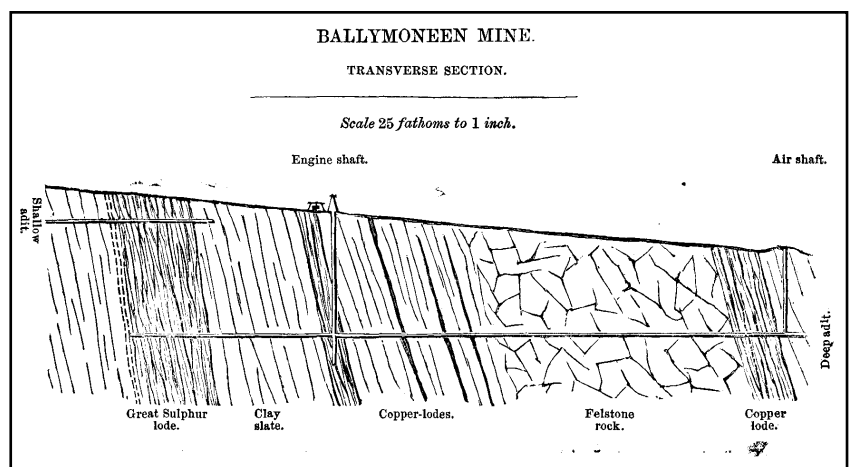 BALLYMONEEN MINE.
TRANSVERSE SECTION.
Scale 25 fathoms to 1 inch.
Engine shaft.
Air shaft.
Shallow
adit.
Deep adit.
Great Sulphur
lode.
Clay
slate.
Copper-lodes.
Felstone
rock.
Copper
lode.